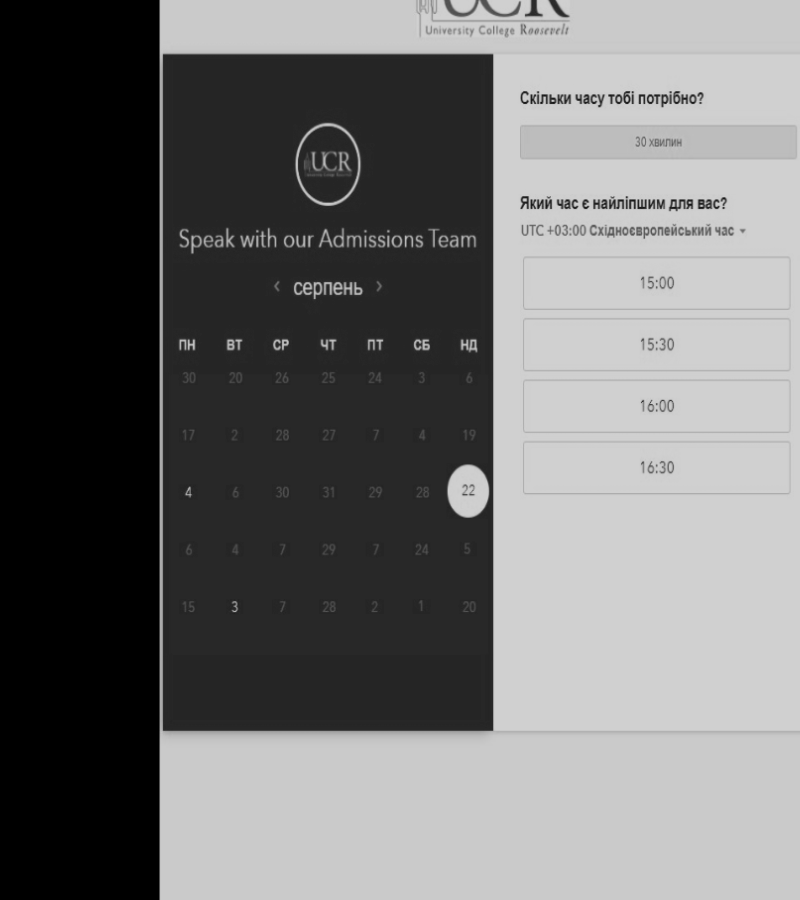 UCR
University College Roosevelt
UCR
Speak with our Admissions Team
‹ серпень ›
ПН ВТ СР ЧТ ПТ СБ НД
30 20 26 25 24 3 6
17 2 28 27 7 4 19
4 6 30 31 29 28 22
6 4 7 29 7 24 5
15 3 7 28 2 1 20
Скільки часу тобі потрібно?
30 хвилин
Який час є найліпшим для вас?
UTC +03:00 Східноєвропейський час
15:00
15:30
16:00
16:30